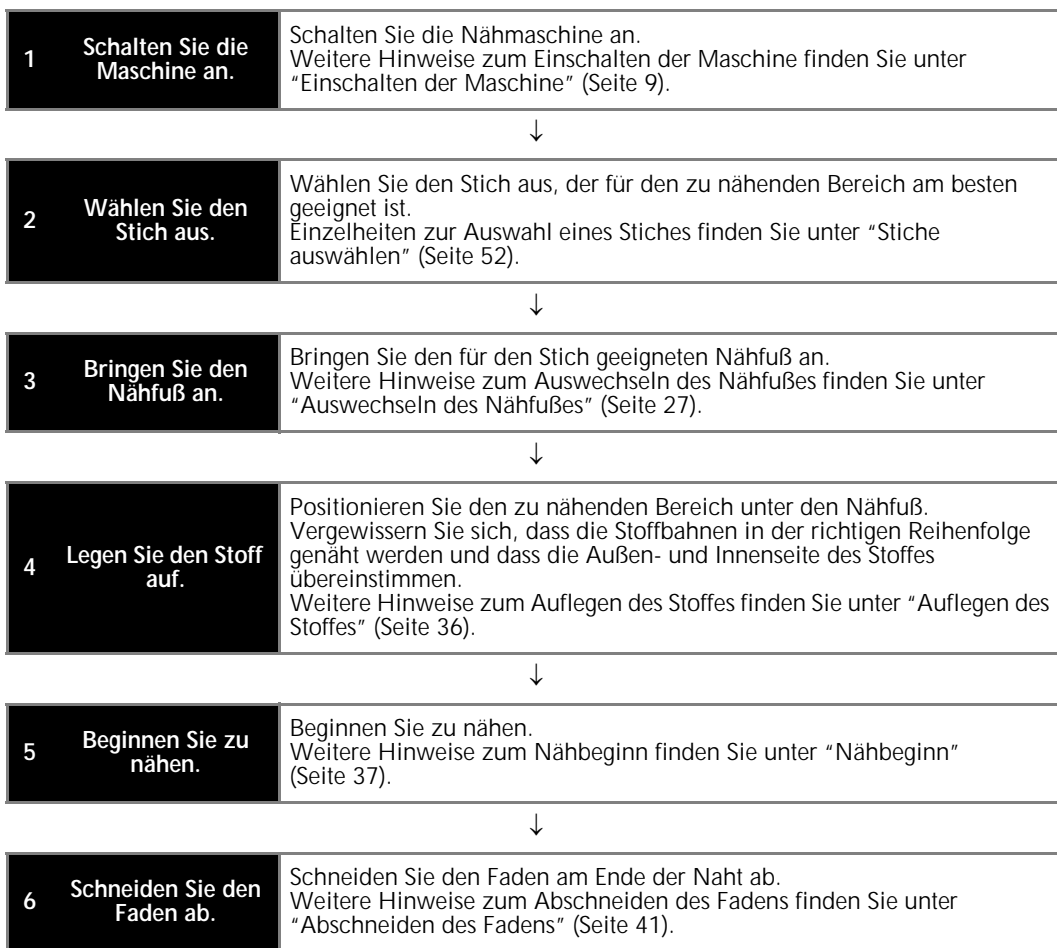 1
Schalten Sie die
Maschine an.
Schalten Sie die Nähmaschine an.
Weitere Hinweise zum Einschalten der Maschine finden Sie unter
"Einschalten der Maschine" (Seite 9).
↓
2
Wählen Sie den
Stich aus.
Wählen Sie den Stich aus, der für den zu nähenden Bereich am besten
geeignet ist.
Einzelheiten zur Auswahl eines Stiches finden Sie unter "Stiche
auswählen" (Seite 52).
↓
3
Bringen Sie den
Nähfuß an.
Bringen Sie den für den Stich geeigneten Nähfuß an.
Weitere Hinweise zum Auswechseln des Nähfußes finden Sie unter
"Auswechseln des Nähfußes" (Seite 27).
↓
4
Legen Sie den Stoff
auf.
Positionieren Sie den zu nähenden Bereich unter den Nähfuß.
Vergewissern Sie sich, dass die Stoffbahnen in der richtigen Reihenfolge
genäht werden und dass die Außen- und Innenseite des Stoffes
übereinstimmen.
Weitere Hinweise zum Auflegen des Stoffes finden Sie unter "Auflegen des
Stoffes" (Seite 36).
↓
5
Beginnen Sie zu
nähen.
Beginnen Sie zu nähen.
Weitere Hinweise zum Nähbeginn finden Sie unter "Nähbeginn"
(Seite 37).
↓
6
Schneiden Sie den
Faden ab.
Schneiden Sie den Faden am Ende der Naht ab.
Weitere Hinweise zum Abschneiden des Fadens finden Sie unter
"Abschneiden des Fadens" (Seite 41).